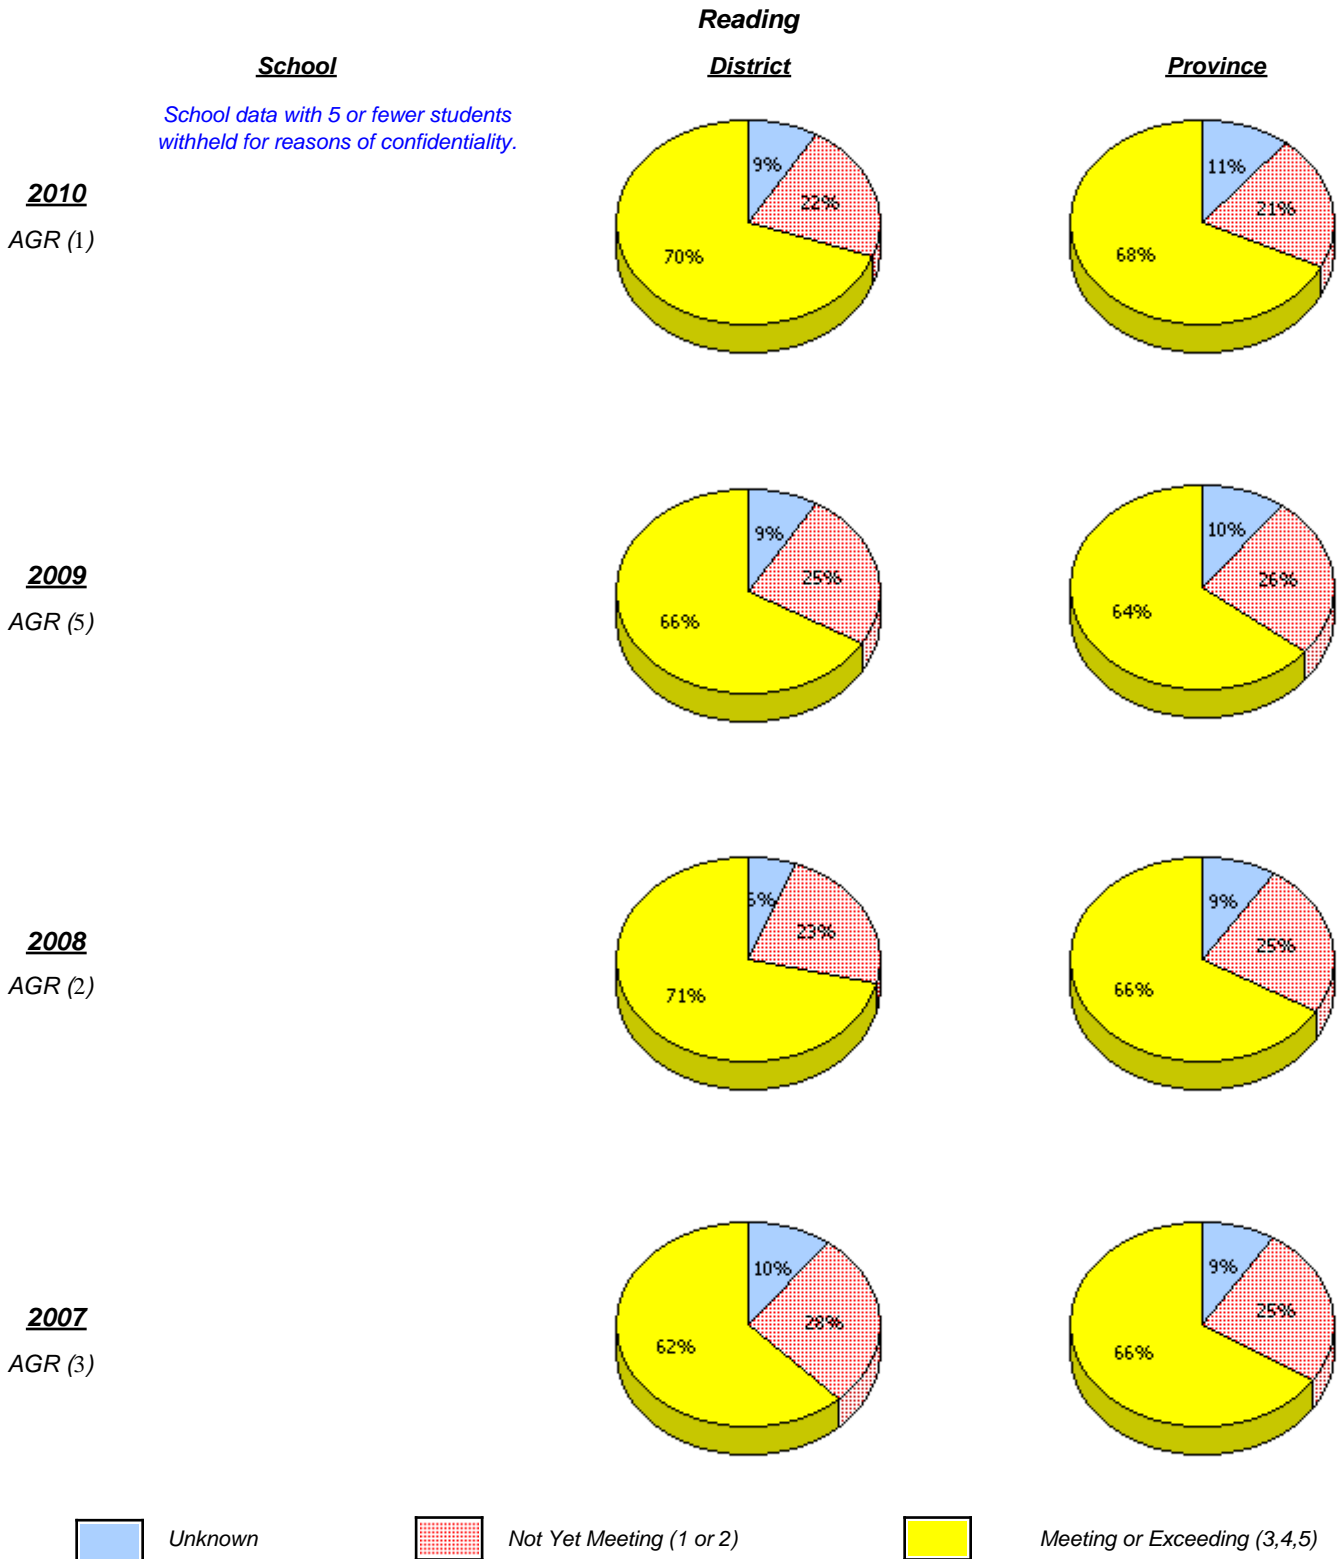 Reading
School
District
Province
School data with 5 or fewer students
withheld for reasons of confidentiality.
2010
AGR (1)
9%
22%
70%
11%
21%
68%
2009
AGR (5)
9%
25%
66%
10%
26%
64%
2008
AGR (2)
23%
71%
9%
25%
66%
2007
AGR (3)
10%
28%
62%
9%
25%
66%
Unknown
Not Yet Meeting (1 or 2)
Meeting or Exceeding (3,4,5)